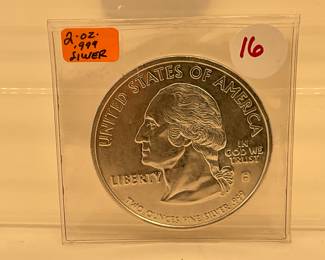 2-oz.
.999
SILVER
16
UNITED STATES OF AMERICA
LIBERTY
IN
GOD WE
TRUST
P
TWO OUNCES FINE SILVER .999